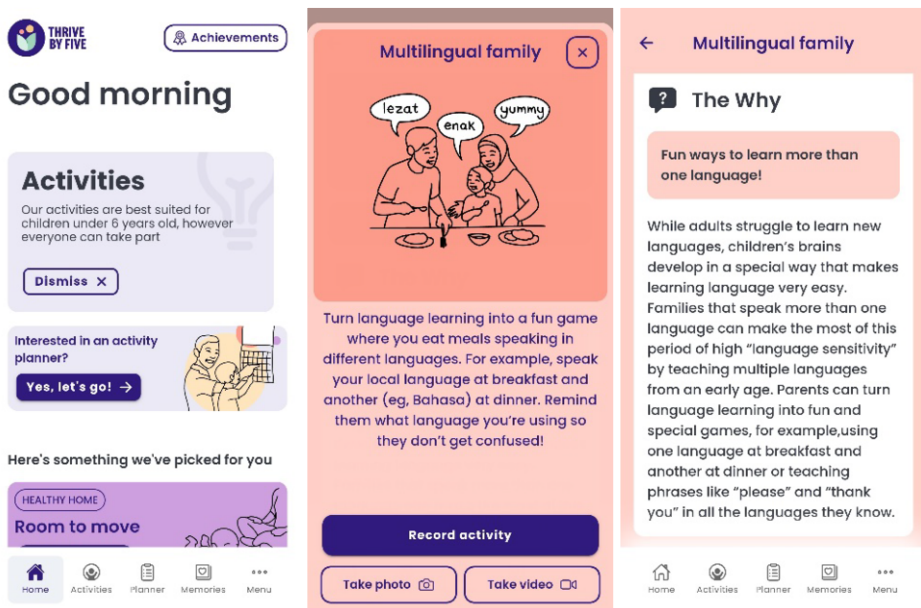 THRIVE
BY FIVE
Achievements
Good morning
Activities
Our activities are best suited for
children under 6 years old, however
everyone can take part
Dismiss X
Interested in an activity
planner?
Yes, let's go! →
Here's something we've picked for you
HEALTHY HOME
Room to move
Home
Activities
Planner
Memories
Menu
Multilingual family
lezat
enak
yummy
Turn language learning into a fun game
where you eat meals speaking in
different languages. For example, speak
your local language at breakfast and
another (eg, Bahasa) at dinner. Remind
them what language you're using so
they don't get confused!
Record activity
Take photo
Take video
Multilingual family
The Why
Fun ways to learn more than
one language!
While adults struggle to learn new
languages, children's brains
develop in a special way that makes
learning language very easy.
Families that speak more than one
language can make the most of this
period of high “language sensitivity”
by teaching multiple languages
from an early age. Parents can turn
language learning into fun and
special games, for example,using
one language at breakfast and
another at dinner or teaching
phrases like “please” and “thank
you” in all the languages they know.
Home
Activities
Planner
Memories
Menu